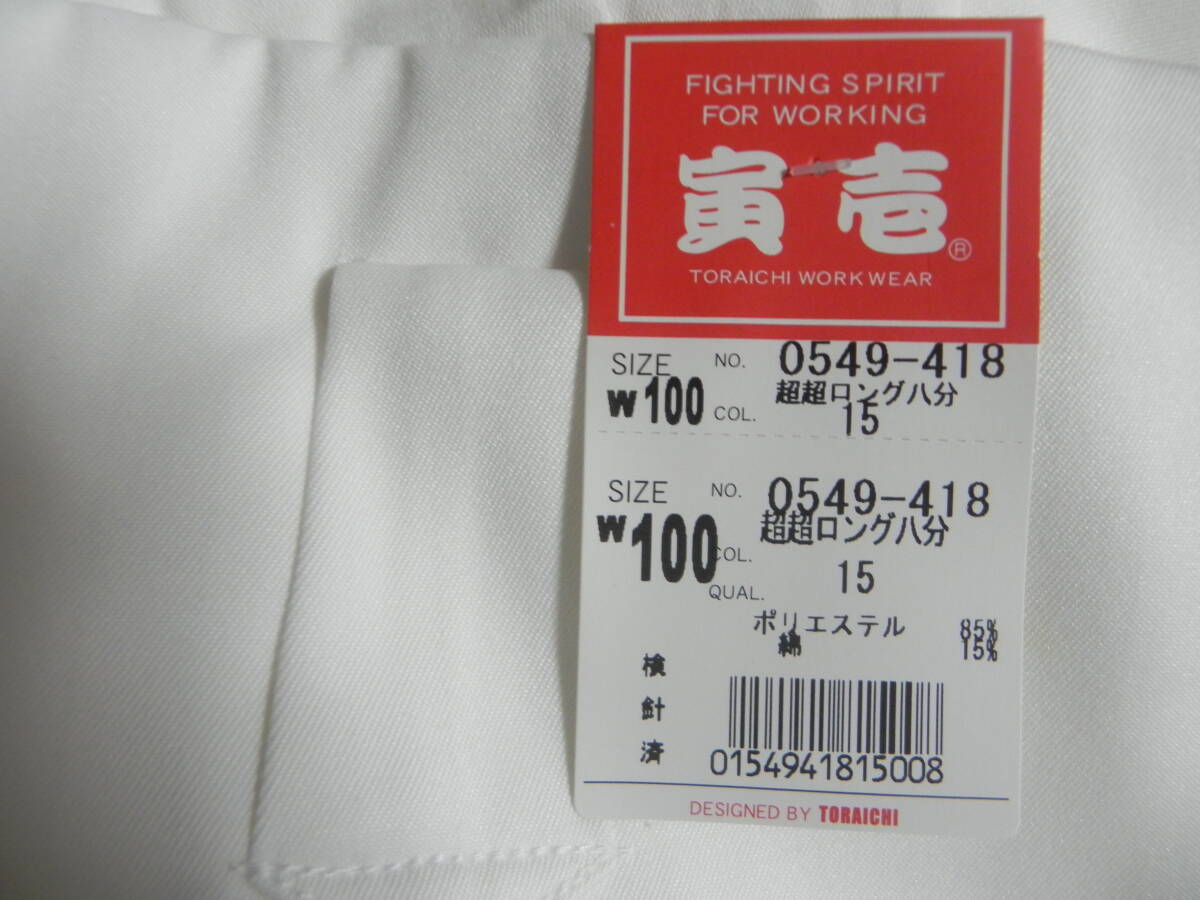 FIGHTING SPIRIT
FOR WORKING
寅壱®
TORAICHI WORK WEAR
SIZE NO. 0549-418
超超ロング八分
W100 COL. 15
SIZE NO. 0549-418
超超ロング八分
W100 COL. 15
QUAL.
ポリエステル 85%
綿 15%
検針済
0154941815008
DESIGNED BY TORAICHI